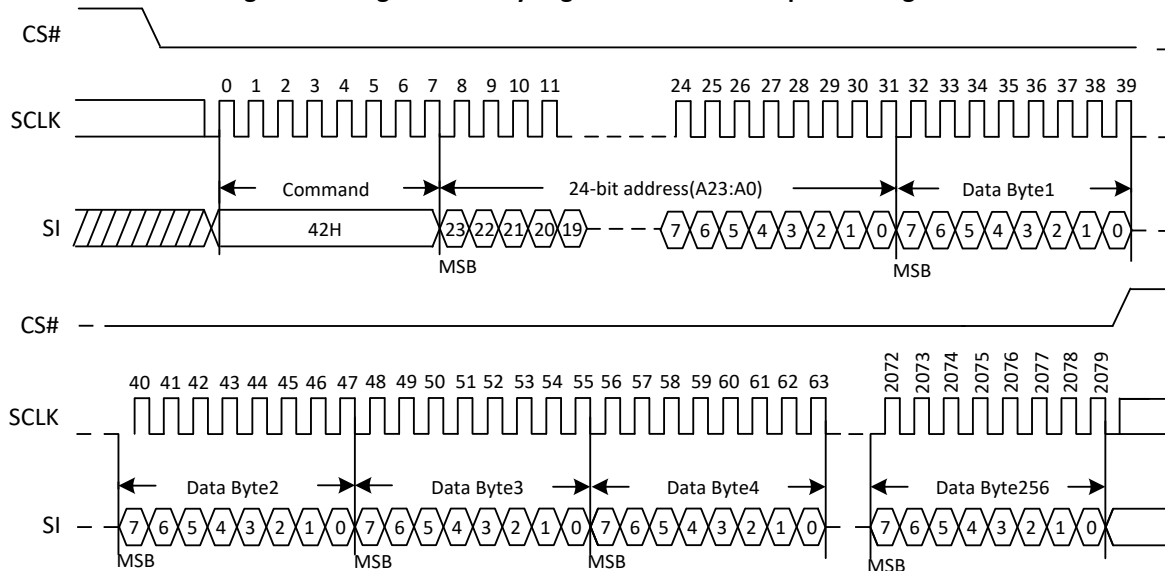 CS#
0 1 2 3 4 5 6 7 8 9 10 11 24 25 26 27 28 29 30 31 32 33 34 35 36 37 38 39
SCLK
Command 24-bit address(A23:A0) Data Byte1
SI 42H 23 22 21 20 19 7 6 5 4 3 2 1 0 7 6 5 4 3 2 1 0
MSB MSB
CS#
40 41 42 43 44 45 46 47 48 49 50 51 52 53 54 55 56 57 58 59 60 61 62 63 2072 2073 2074 2075 2076 2077 2078 2079
SCLK
Data Byte2 Data Byte3 Data Byte4 Data Byte256
SI 7 6 5 4 3 2 1 0 7 6 5 4 3 2 1 0 7 6 5 4 3 2 1 0 7 6 5 4 3 2 1 0
MSB MSB MSB MSB